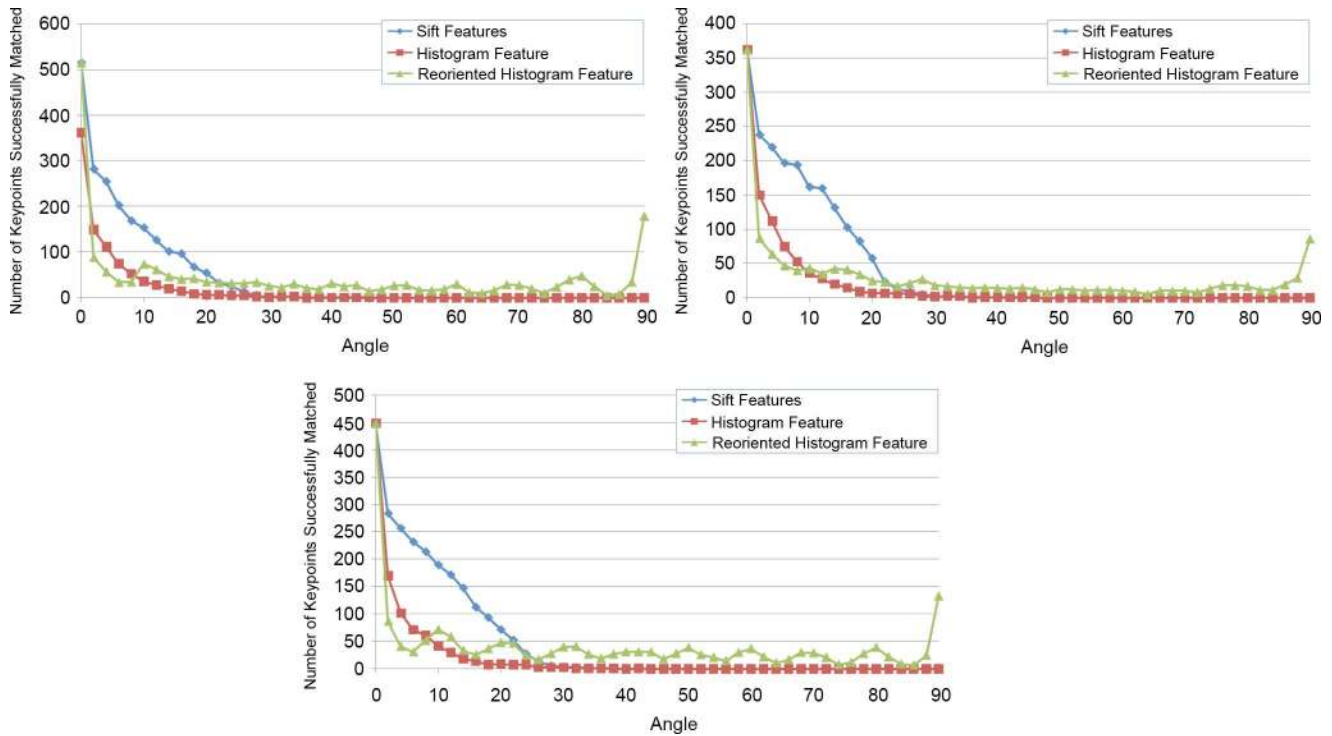 Number of Keypoints Successfully Matched
600
500
400
300
200
100
0
Sift Features
Histogram Feature
Reoriented Histogram Feature
0 10 20 30 40 50 60 70 80 90
Angle
Number of Keypoints Successfully Matched
400
350
300
250
200
150
100
50
0
Sift Features
Histogram Feature
Reoriented Histogram Feature
0 10 20 30 40 50 60 70 80 90
Angle
Number of Keypoints Successfully Matched
500
450
400
350
300
250
200
150
100
50
0
Sift Features
Histogram Feature
Reoriented Histogram Feature
0 10 20 30 40 50 60 70 80 90
Angle